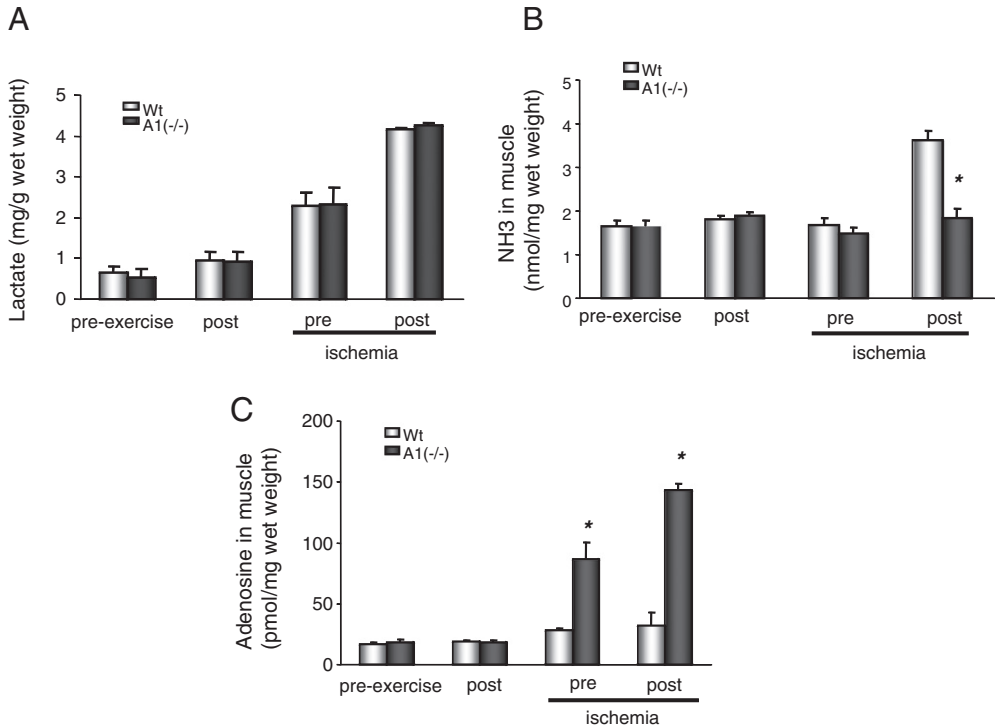 A
Lactate (mg/g wet weight)
5
4
3
2
1
0
Wt
A1(-/-)
pre-exercise
post
pre
post
ischemia
B
NH3 in muscle
(nmol/mg wet weight)
5
4
3
2
1
0
Wt
A1(-/-)
*
pre-exercise
post
pre
post
ischemia
C
Adenosine in muscle
(pmol/mg wet weight)
200
150
100
50
0
Wt
A1(-/-)
*
*
pre-exercise
post
pre
post
ischemia